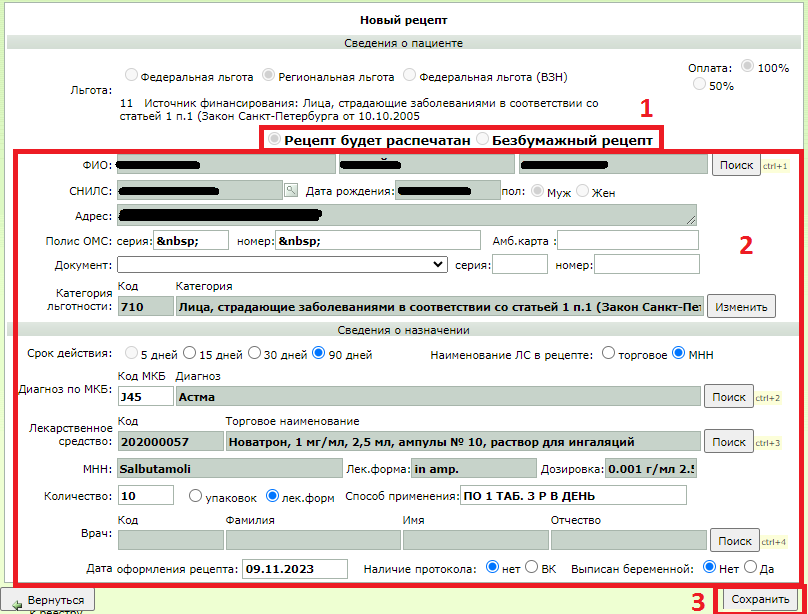 Новый рецепт
Сведения о пациенте
Льгота: Федеральная льгота Региональная льгота Федеральная льгота (ВЗН) Оплата: 100%
50%
11 Источник финансирования: Лица, страдающие заболеваниями в соответствии со
статьей 1 п.1 (Закон Санкт-Петербурга от 10.10.2005
1
Рецепт будет распечатан Безбумажный рецепт
ФИО: Поиск ctrl+1
СНИЛС: Дата рождения: пол: Муж Жен
Адрес:
2
Полис ОМС: серия: &nbsp; номер: &nbsp; Амб.карта :
Документ: серия: номер:
Код Категория
Категория льготности: 710 Лица, страдающие заболеваниями в соответствии со статьей 1 п.1 (Закон Санкт-Пет Изменить
Сведения о назначении
Срок действия: 5 дней 15 дней 30 дней 90 дней Наименование ЛС в рецепте: торговое МНН
Код МКБ Диагноз
Диагноз по МКБ: J45 Астма Поиск ctrl+2
Код Торговое наименование
Лекарственное средство: 202000057 Новатрон, 1 мг/мл, 2,5 мл, ампулы № 10, раствор для ингаляций Поиск ctrl+3
МНН: Salbutamoli Лек.форма: in amp. Дозировка: 0.001 г/мл 2.5
Количество: 10 упаковок лек.форм Способ применения: ПО 1 ТАБ. 3 Р В ДЕНЬ
Код Фамилия Имя Отчество
Врач: Поиск ctrl+4
Дата оформления рецепта: 09.11.2023 Наличие протокола: нет ВК Выписан беременной: Нет Да
Вернуться 3 Сохранить
к реестру